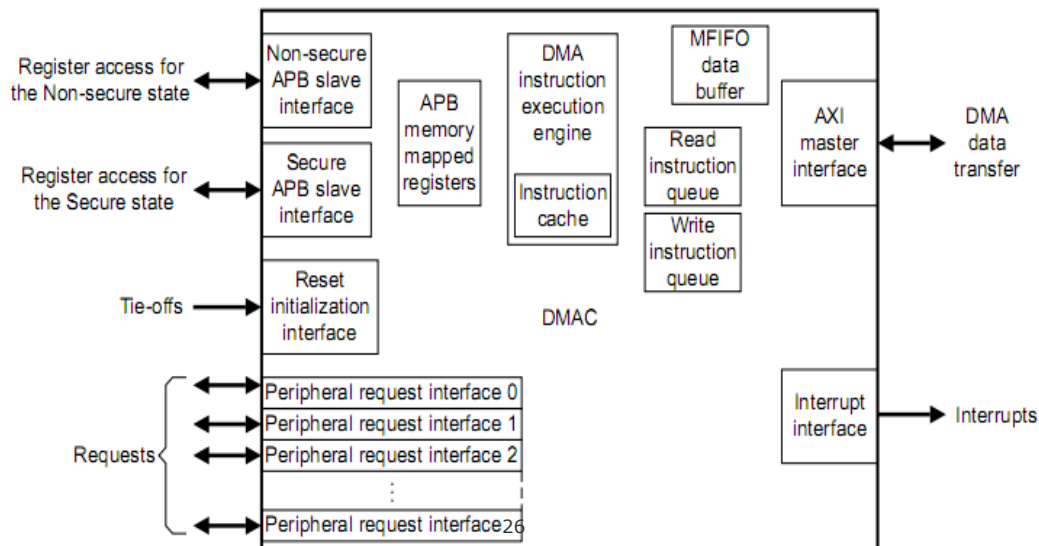 Register access for
the Non-secure state
Non-secure
APB slave
interface
Register access for
the Secure state
Secure
APB slave
interface
APB
memory
mapped
registers
DMA
instruction
execution
engine
Instruction
cache
MFIFO
data
buffer
Read
instruction
queue
Write
instruction
queue
AXI
master
interface
DMA
data
transfer
Tie-offs
Reset
initialization
interface
DMAC
Requests
Peripheral request interface 0
Peripheral request interface 1
Peripheral request interface 2
⋮
Peripheral request interface 26
Interrupt
interface
Interrupts